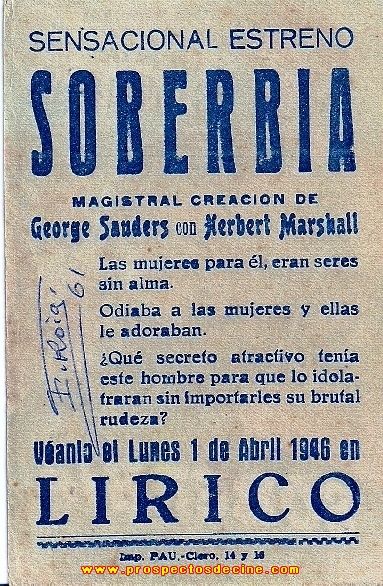 SENSACIONAL ESTRENO
SOBERBIA
MAGISTRAL CREACION DE
George Sanders con Herbert Marshall
Las mujeres para él, eran seres
sin alma.
Odiaba a las mujeres y ellas
le adoraban.
¿Qué secreto atractivo tenía
este hombre para que lo idola-
traran sin importarles su brutal
rudeza?
F. Roig
61
Véanlo el Lunes 1 de Abril 1946 en
LIRICO
Imp. PAU.-Clero, 14 y 16
www.prospectosdecine.com